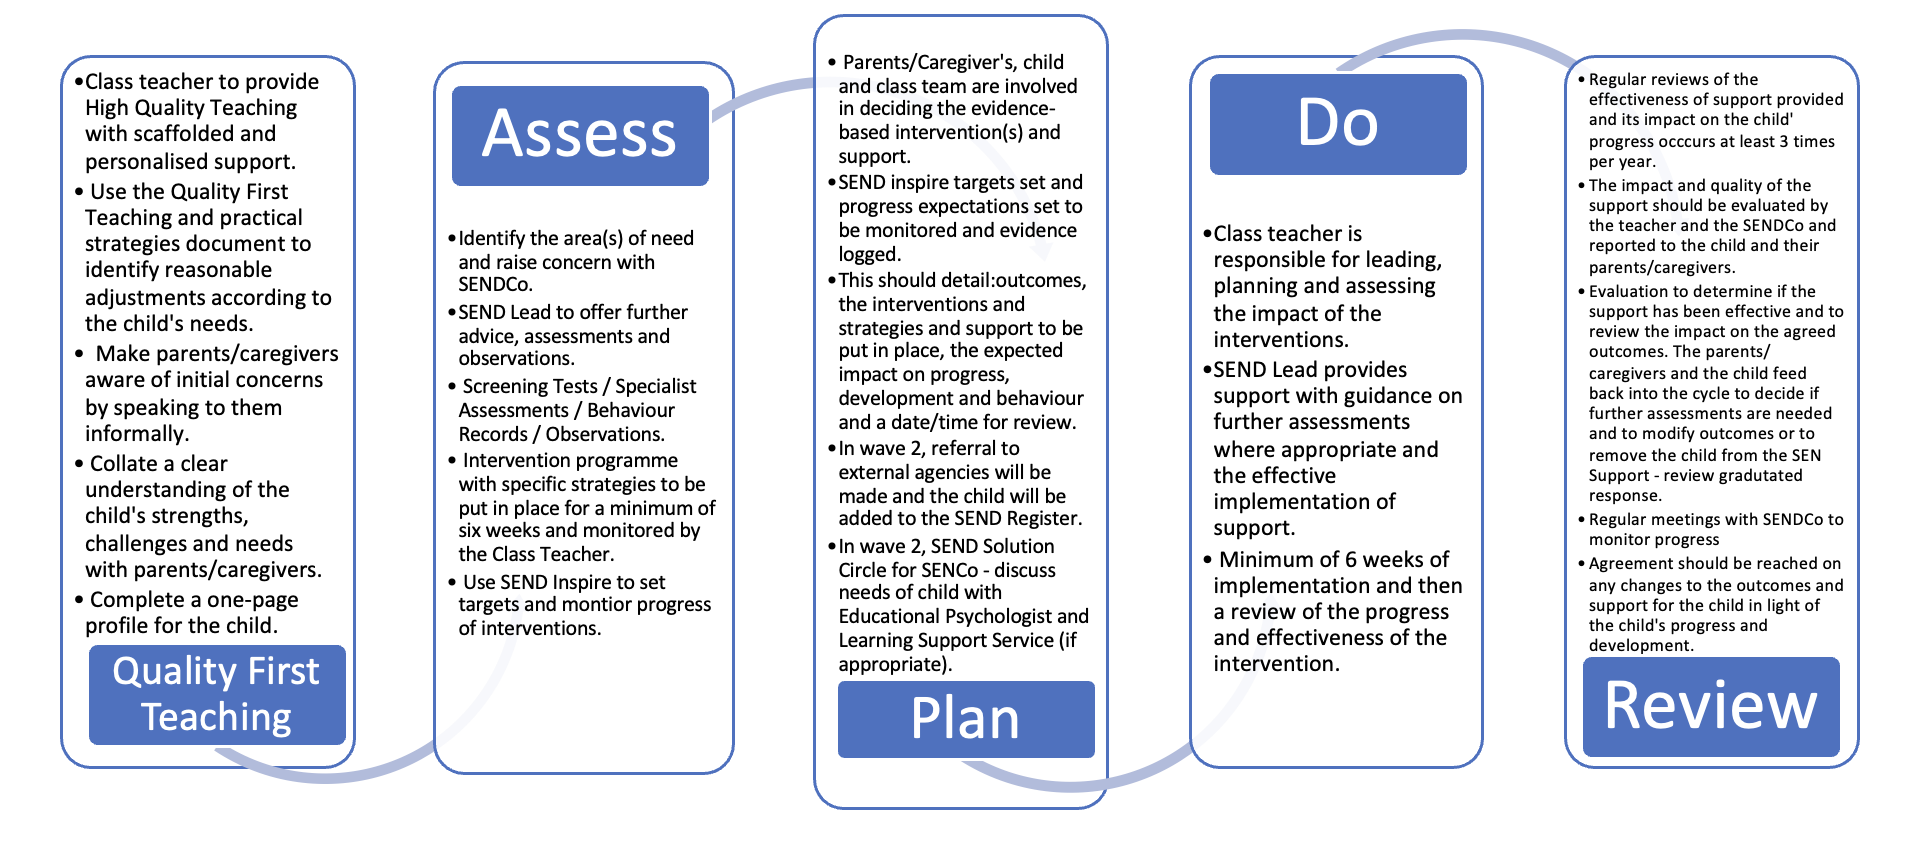 •Class teacher to provide
High Quality Teaching
with scaffolded and
personalised support.
• Use the Quality First
Teaching and practical
strategies document to
identify reasonable
adjustments according to
the child's needs.
• Make parents/caregivers
aware of initial concerns
by speaking to them
informally.
• Collate a clear
understanding of the
child's strengths,
challenges and needs
with parents/caregivers.
• Complete a one-page
profile for the child.
Quality First
Teaching
Assess
•Identify the area(s) of need
and raise concern with
SENDCo.
•SEND Lead to offer further
advice, assessments and
observations.
• Screening Tests / Specialist
Assessments / Behaviour
Records / Observations.
• Intervention programme
with specific strategies to be
put in place for a minimum of
six weeks and monitored by
the Class Teacher.
• Use SEND Inspire to set
targets and montior progress
of interventions.
• Parents/Caregiver's, child
and class team are involved
in deciding the evidence-
based intervention(s) and
support.
•SEND inspire targets set and
progress expectations set to
be monitored and evidence
logged.
•This should detail:outcomes,
the interventions and
strategies and support to be
put in place, the expected
impact on progress,
development and behaviour
and a date/time for review.
•In wave 2, referral to
external agencies will be
made and the child will be
added to the SEND Register.
•In wave 2, SEND Solution
Circle for SENCo - discuss
needs of child with
Educational Psychologist and
Learning Support Service (if
appropriate).
Plan
Do
•Class teacher is
responsible for leading,
planning and assessing
the impact of the
interventions.
•SEND Lead provides
support with guidance on
further assessments
where appropriate and
the effective
implementation of
support.
• Minimum of 6 weeks of
implementation and then
a review of the progress
and effectiveness of the
intervention.
•Regular reviews of the
effectiveness of support provided
and its impact on the child'
progress occcurs at least 3 times
per year.
•The impact and quality of the
support should be evaluated by
the teacher and the SENDCo and
reported to the child and their
parents/caregivers.
•Evaluation to determine if the
support has been effective and to
review the impact on the agreed
outcomes. The parents/
caregivers and the child feed
back into the cycle to decide if
further assessments are needed
and to modify outcomes or to
remove the child from the SEN
Support - review gradutated
response.
•Regular meetings with SENDCo to
monitor progress
•Agreement should be reached on
any changes to the outcomes and
support for the child in light of
the child's progress and
development.
Review